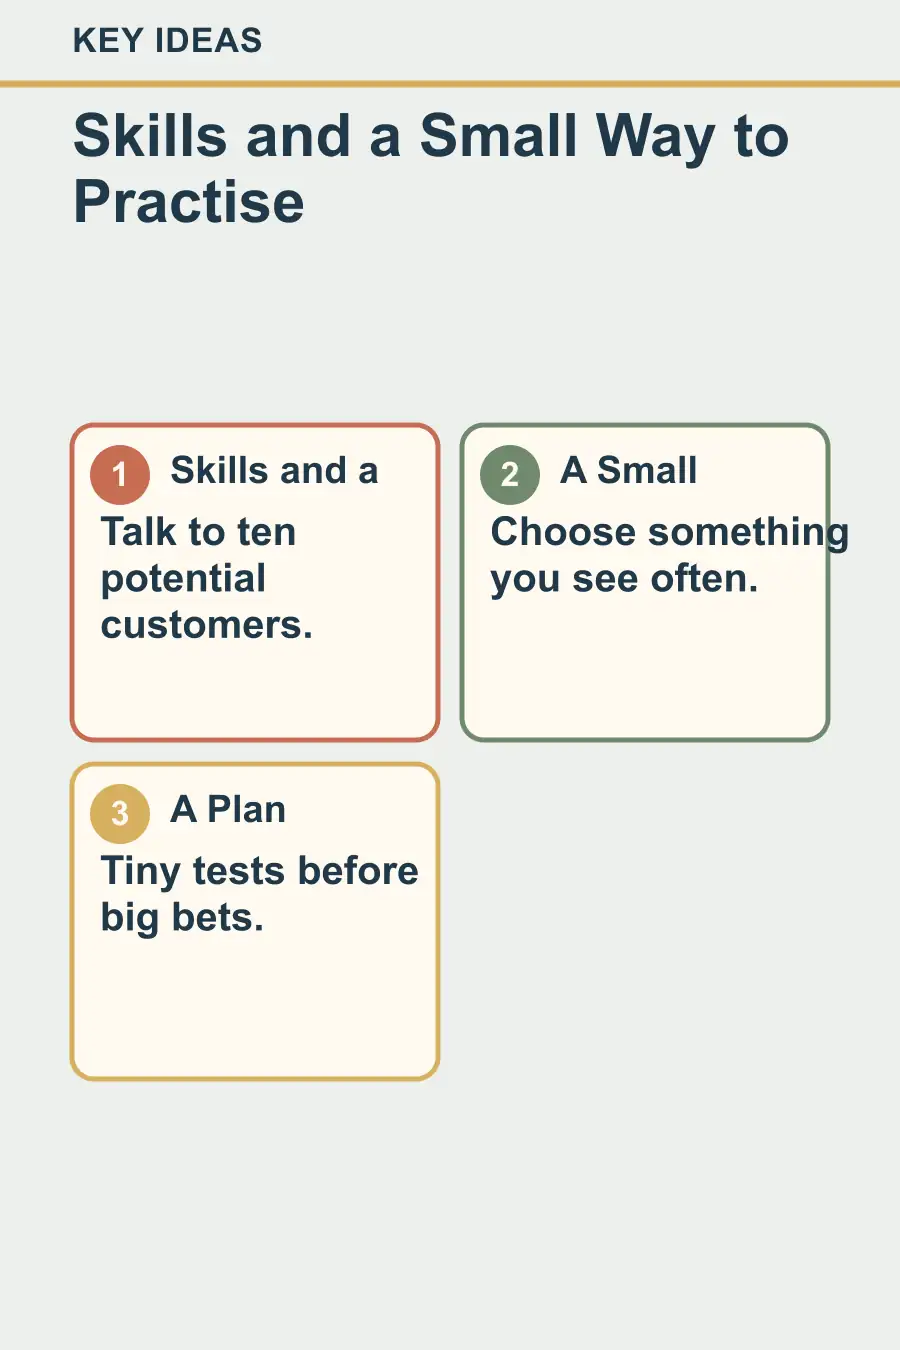 KEY IDEAS
Skills and a Small Way to
Practise
1 Skills and a
Talk to ten
potential
customers.
2 A Small
Choose something
you see often.
3 A Plan
Tiny tests before
big bets.